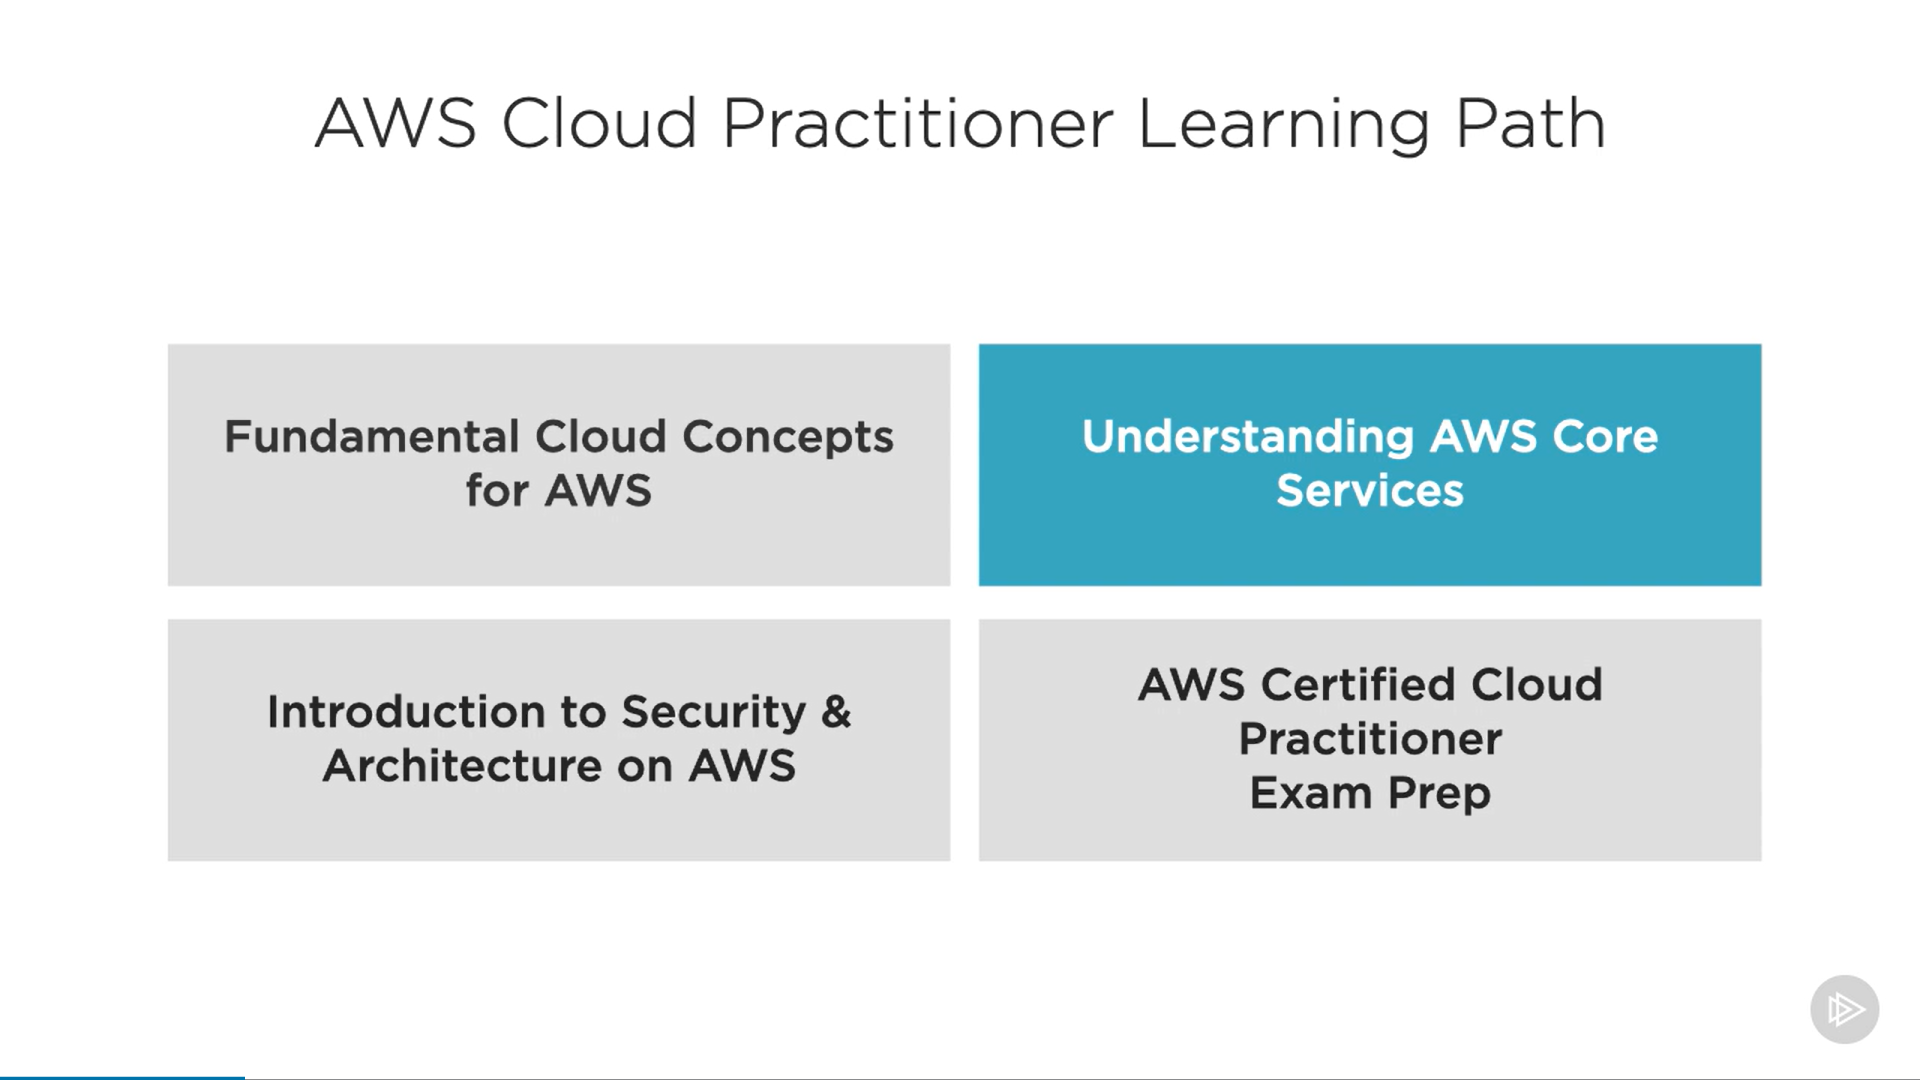 AWS Cloud Practitioner Learning Path
Fundamental Cloud Concepts
for AWS
Understanding AWS Core
Services
Introduction to Security &
Architecture on AWS
AWS Certified Cloud
Practitioner
Exam Prep